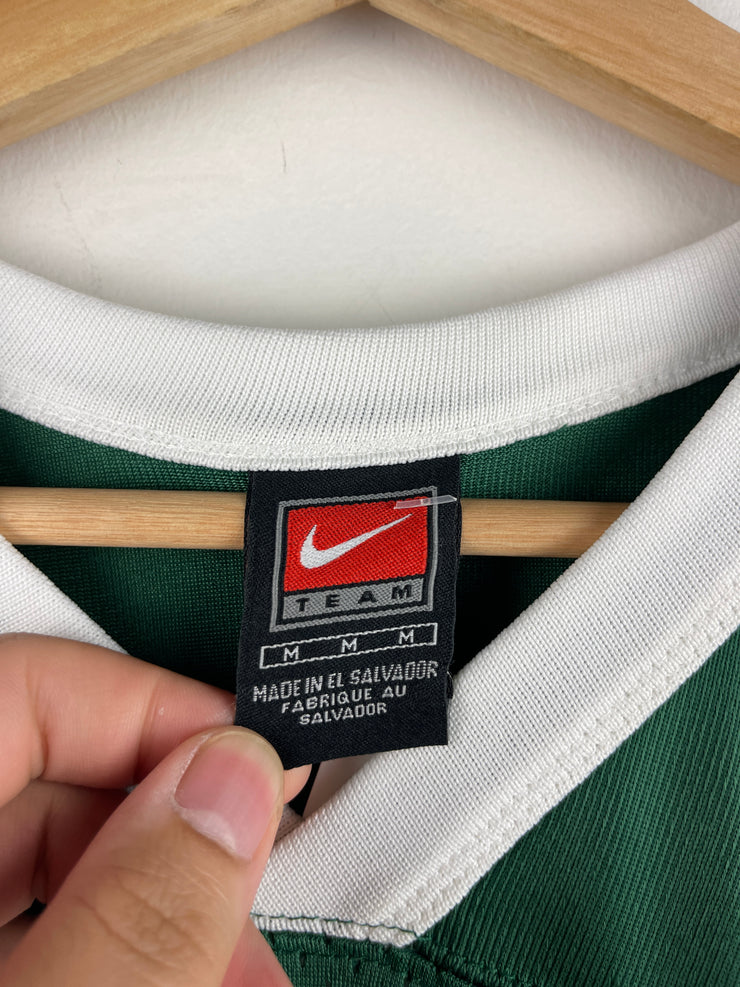 TEAM
M M M
MADE IN EL SALVADOR
FABRIQUE AU
SALVADOR